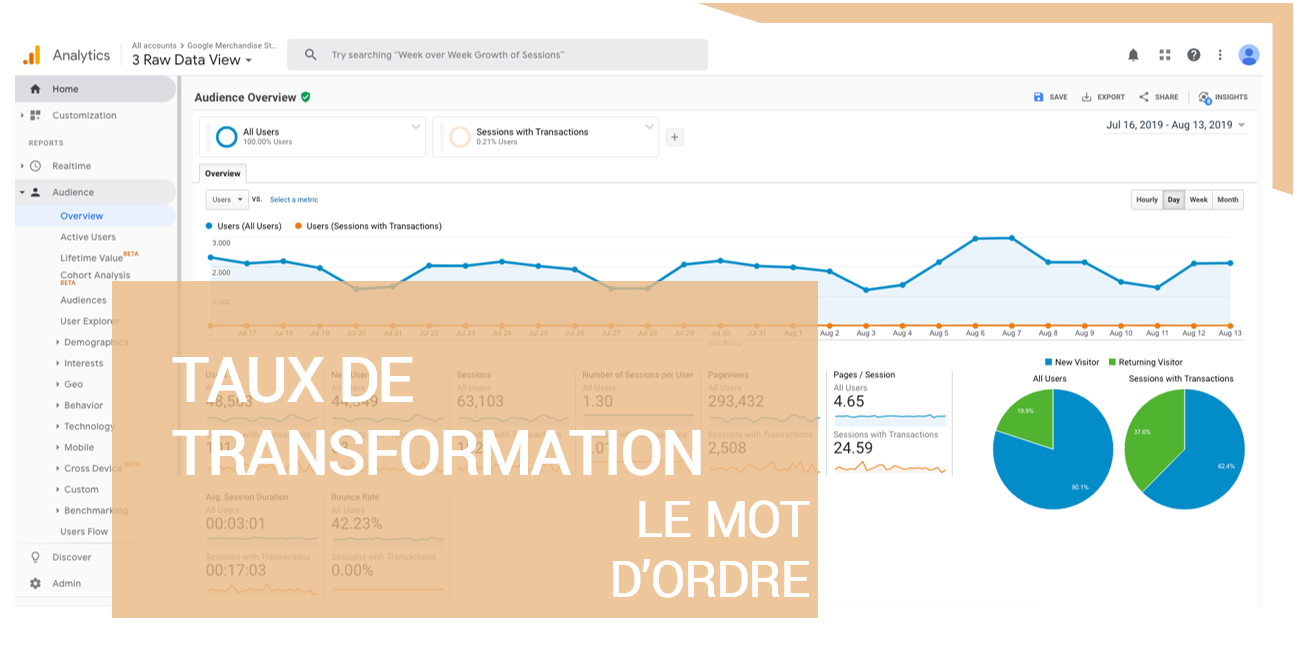 Analytics
All accounts > Google Merchandise St...
3 Raw Data View
Try searching "Week over Week Growth of Sessions"
Home
Customization
REPORTS
Realtime
Audience
Overview
Active Users
Lifetime Value BETA
Cohort Analysis
BETA
Audiences
User Explorer
Demographics
Interests
Geo
Behavior
Technology
Mobile
Cross Device BETA
Custom
Benchmarking
Users Flow
Discover
Admin
Audience Overview
SAVE
EXPORT
SHARE
INSIGHTS
All Users
100.00% Users
Sessions with Transactions
0.21% Users
+
Jul 16, 2019 - Aug 13, 2019
Overview
Users
VS.
Select a metric
Hourly
Day
Week
Month
Users (All Users)
Users (Sessions with Transactions)
3,000
2,000
1,000
Jul 17 Jul 18 Jul 19 Jul 20 Jul 21 Jul 22 Jul 23 Jul 24 Jul 25 Jul 26 Jul 27 Jul 28 Jul 29 Jul 30 Jul 31 Aug 1 Aug 2 Aug 3 Aug 4 Aug 5 Aug 6 Aug 7 Aug 8 Aug 9 Aug 10 Aug 11 Aug 12 Aug 13
TAUX DE
TRANSFORMATION
LE MOT
D'ORDRE
Sessions
All Users
63,103
Number of Sessions per User
All Users
1.30
Pageviews
All Users
293,432
Sessions with Transactions
2,508
Pages / Session
All Users
4.65
Sessions with Transactions
24.59
Avg. Session Duration
All Users
00:03:01
Sessions with Transactions
00:17:03
Bounce Rate
All Users
42.23%
Sessions with Transactions
0.00%
New Visitor
Returning Visitor
All Users
19.9%
80.1%
Sessions with Transactions
37.6%
62.4%